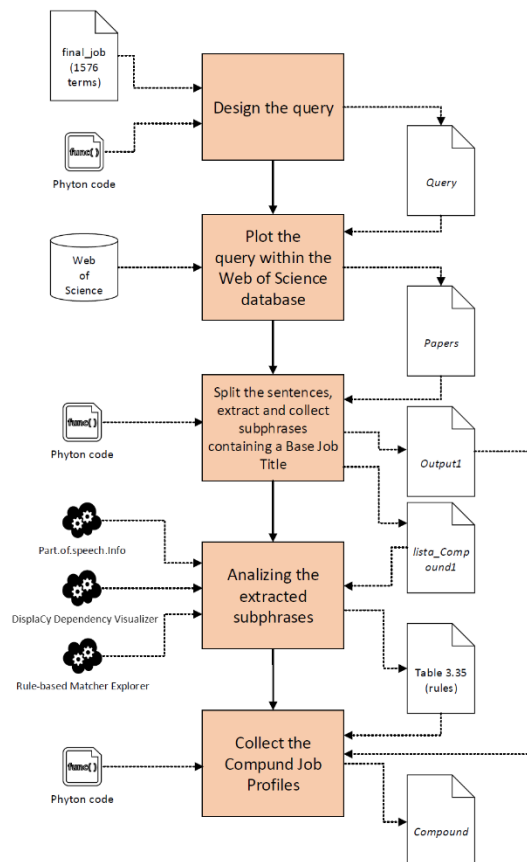 final_job
(1576
terms)
Design the query
func( )
Phyton code
Query
Plot the
query within the
Web of Science
database
Web
of
Science
Papers
Split the sentences,
extract and collect
subphrases
containing a Base Job
Title
func( )
Phyton code
Output1
lista_Comp
ound1
Part.of.speech.Info
DisplaCy Dependency Visualizer
Rule-based Matcher Explorer
Analizing the
extracted
subphrases
Table 3.35
(rules)
Collect the
Compund Job
Profiles
func( )
Phyton code
Compound